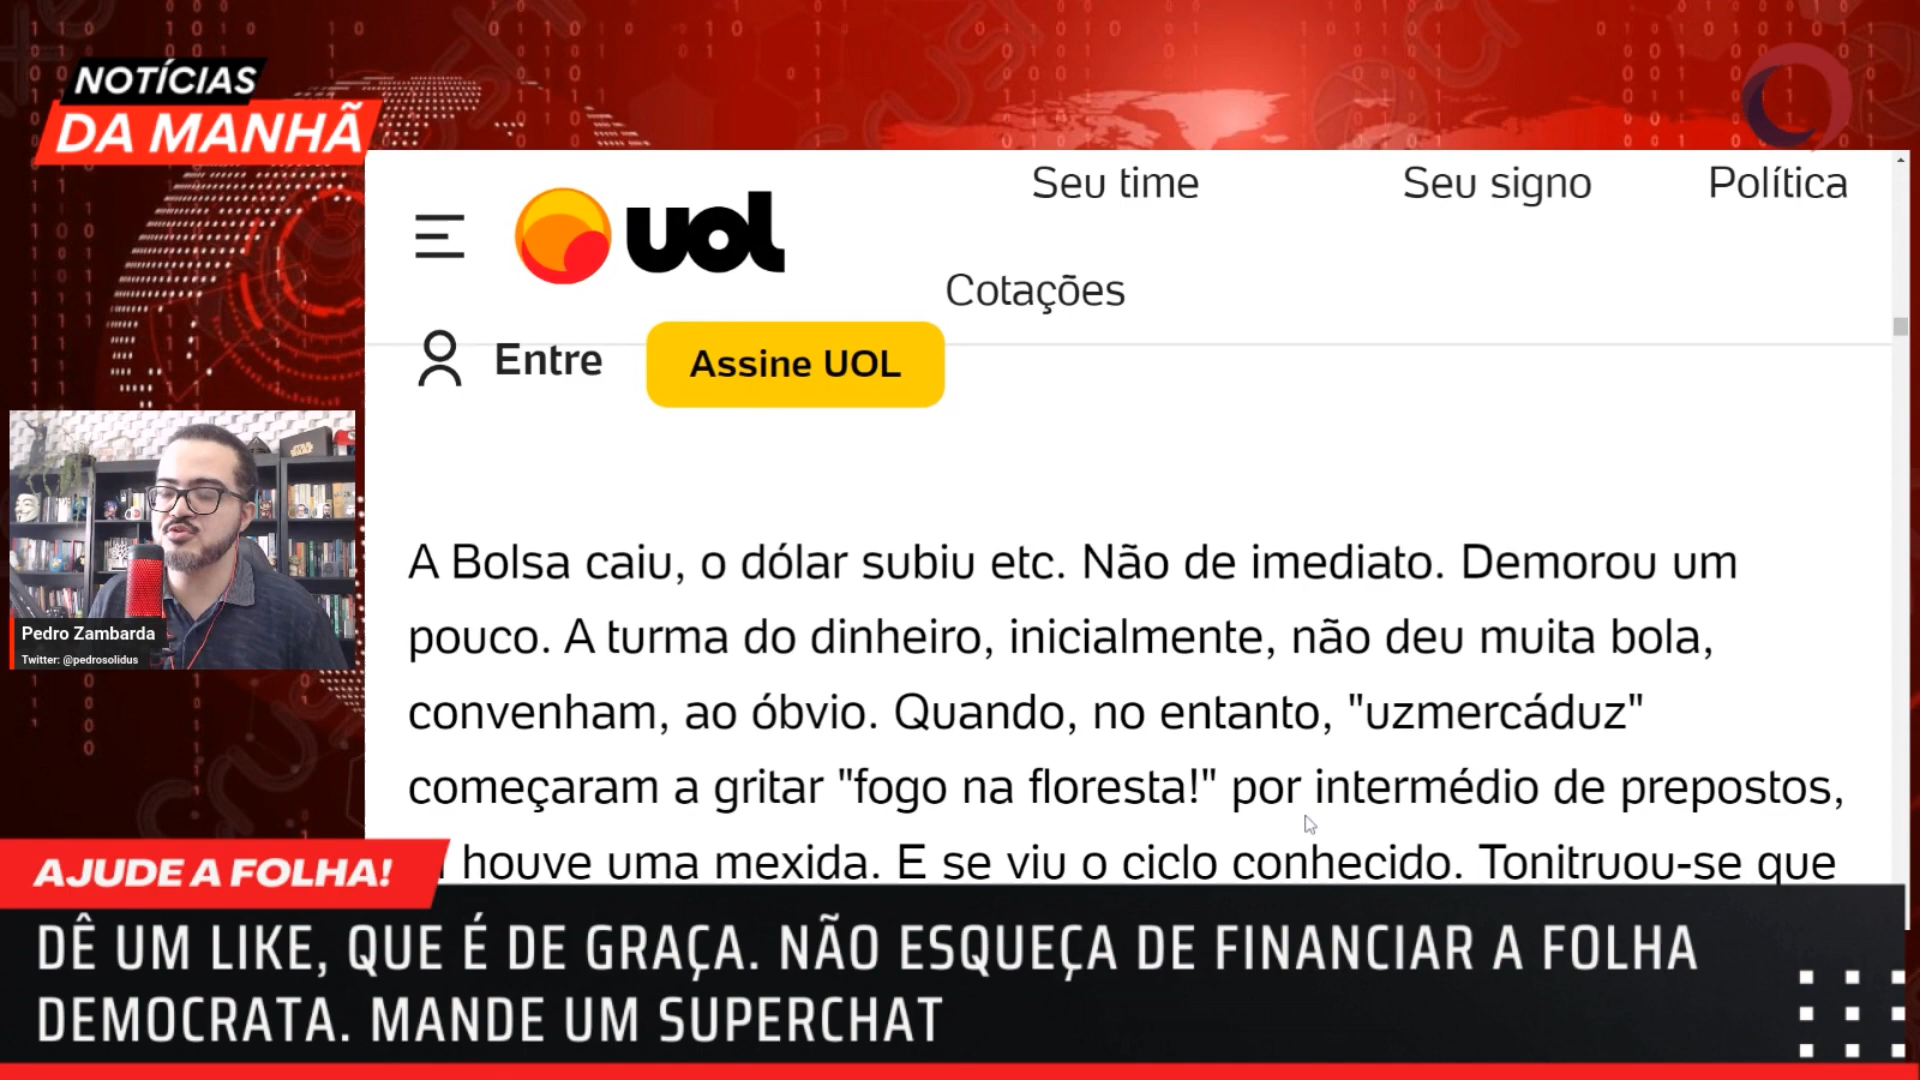 NOTÍCIAS
DA MANHÃ
Seu time
Seu signo
Política
uol
Cotações
Entre
Assine UOL
A Bolsa caiu, o dólar subiu etc. Não de imediato. Demorou um
pouco. A turma do dinheiro, inicialmente, não deu muita bola,
convenham, ao óbvio. Quando, no entanto, "uzmercáduz"
começaram a gritar "fogo na floresta!" por intermédio de prepostos,
houve uma mexida. E se viu o ciclo conhecido. Tonitruou-se que
Pedro Zambarda
Twitter: @pedrosolidus
AJUDE A FOLHA!
DÊ UM LIKE, QUE É DE GRAÇA. NÃO ESQUEÇA DE FINANCIAR A FOLHA
DEMOCRATA. MANDE UM SUPERCHAT